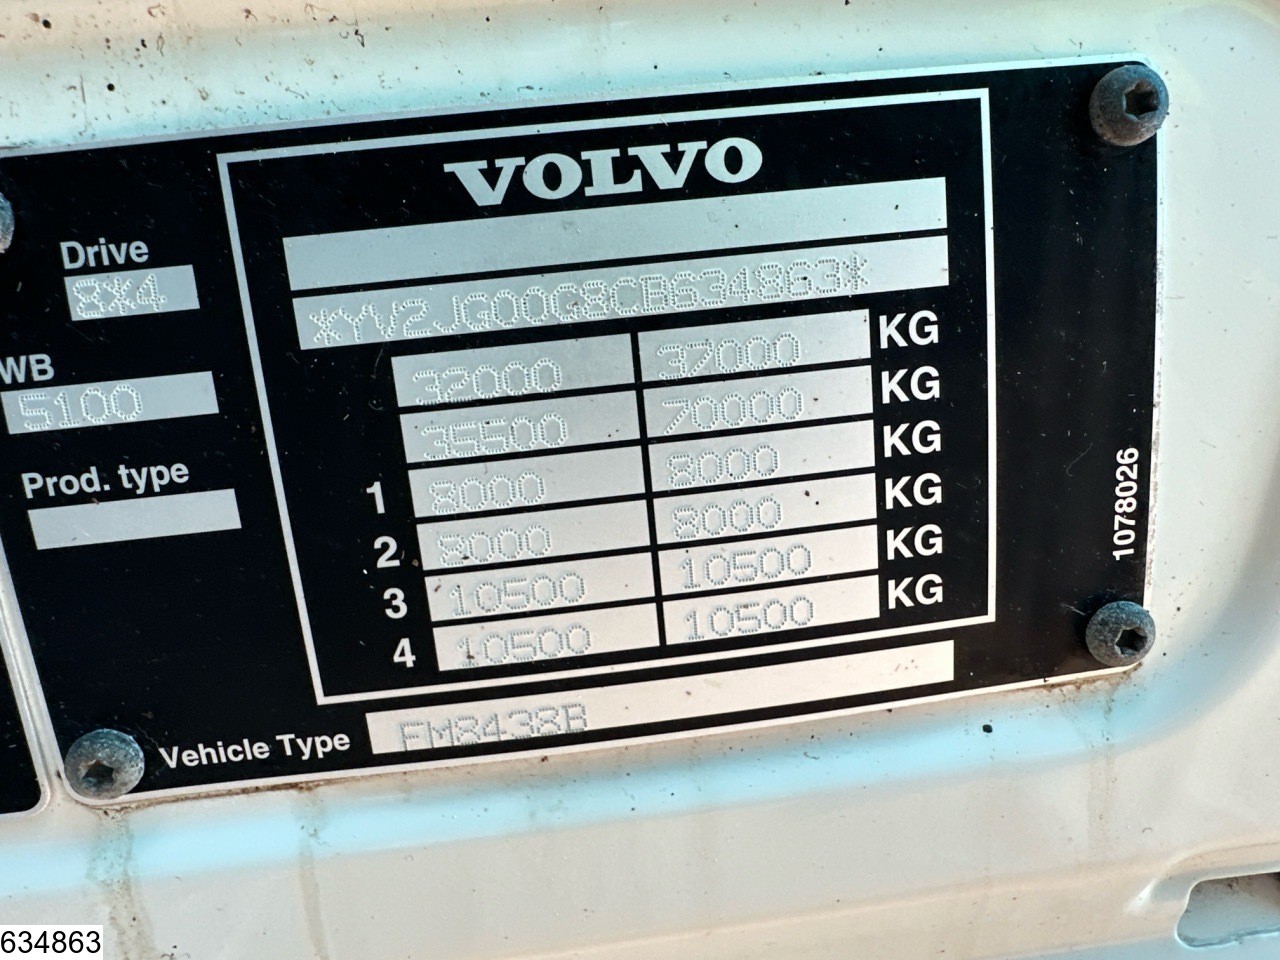 VOLVO
Drive
8X4
*YV2JG00G8CB634863*
WB
5100
32000 37000 KG
35500 70000 KG
Prod. type
1 8000 8000 KG
2 8000 8000 KG
3 10500 10500 KG
4 10500 10500 KG
1078026
Vehicle Type FM8438B
634863